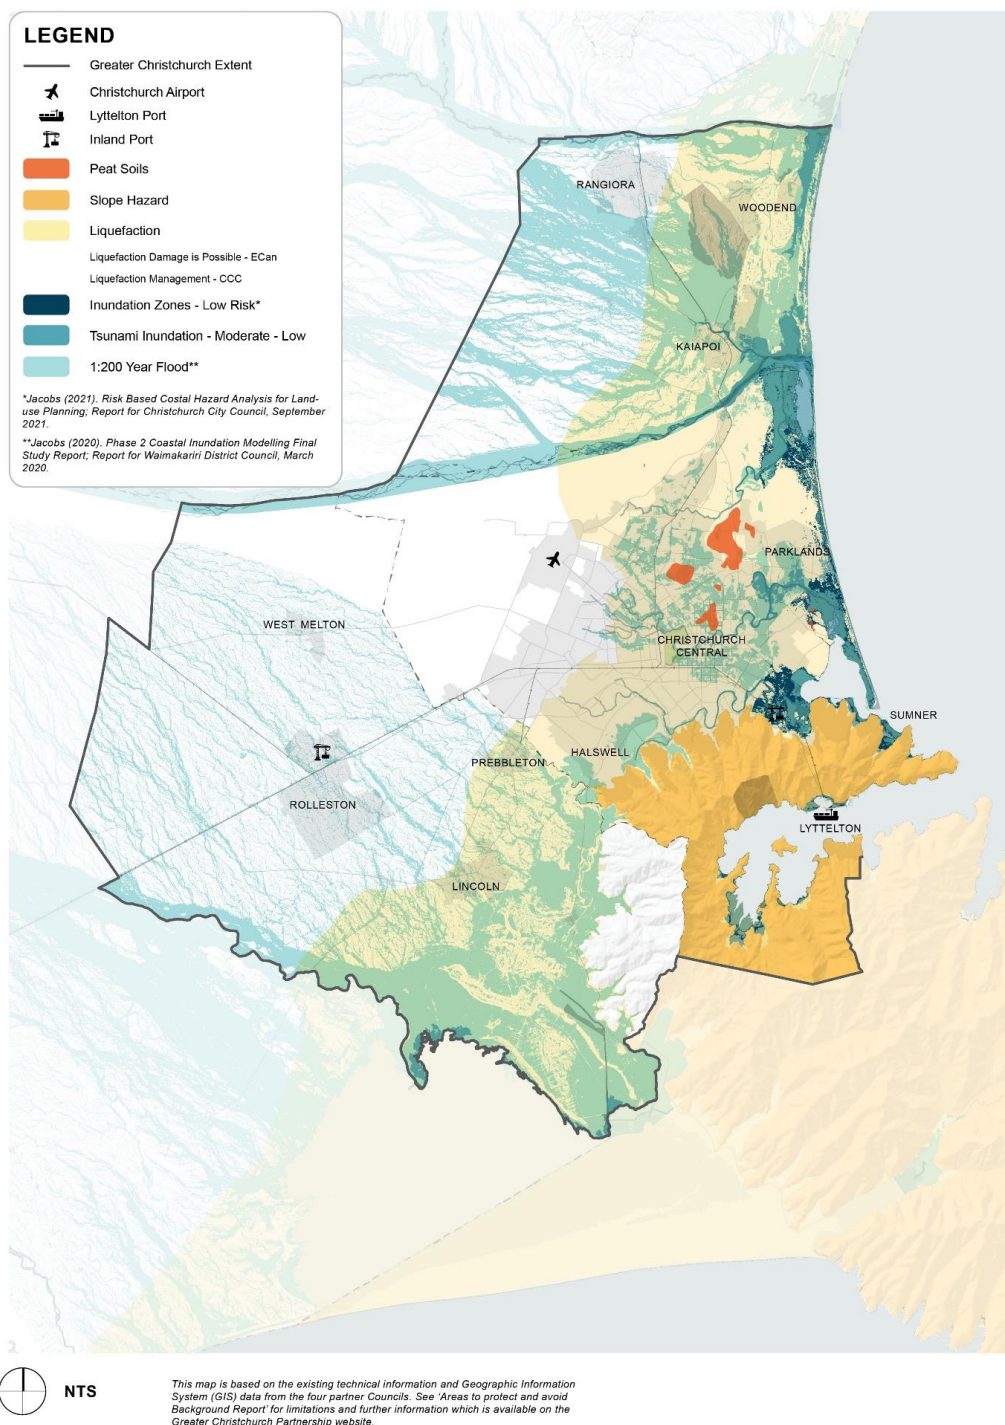 LEGEND
Greater Christchurch Extent
Christchurch Airport
Lyttelton Port
Inland Port
Peat Soils
Slope Hazard
Liquefaction
Liquefaction Damage is Possible - ECan
Liquefaction Management - CCC
Inundation Zones - Low Risk*
Tsunami Inundation - Moderate - Low
1:200 Year Flood**
*Jacobs (2021). Risk Based Costal Hazard Analysis for Land-
use Planning; Report for Christchurch City Council, September
2021.
**Jacobs (2020). Phase 2 Coastal Inundation Modelling Final
Study Report; Report for Waimakariri District Council, March
2020.
RANGIORA
WOODEND
KAIAPOI
PARKLANDS
WEST MELTON
CHRISTCHURCH
CENTRAL
SUMNER
HALSWELL
PREBBLETON
ROLLESTON
LYTTELTON
LINCOLN
NTS
This map is based on the existing technical information and Geographic Information
System (GIS) data from the four partner Councils. See 'Areas to protect and avoid
Background Report' for limitations and further information which is available on the
Greater Christchurch Partnership website.